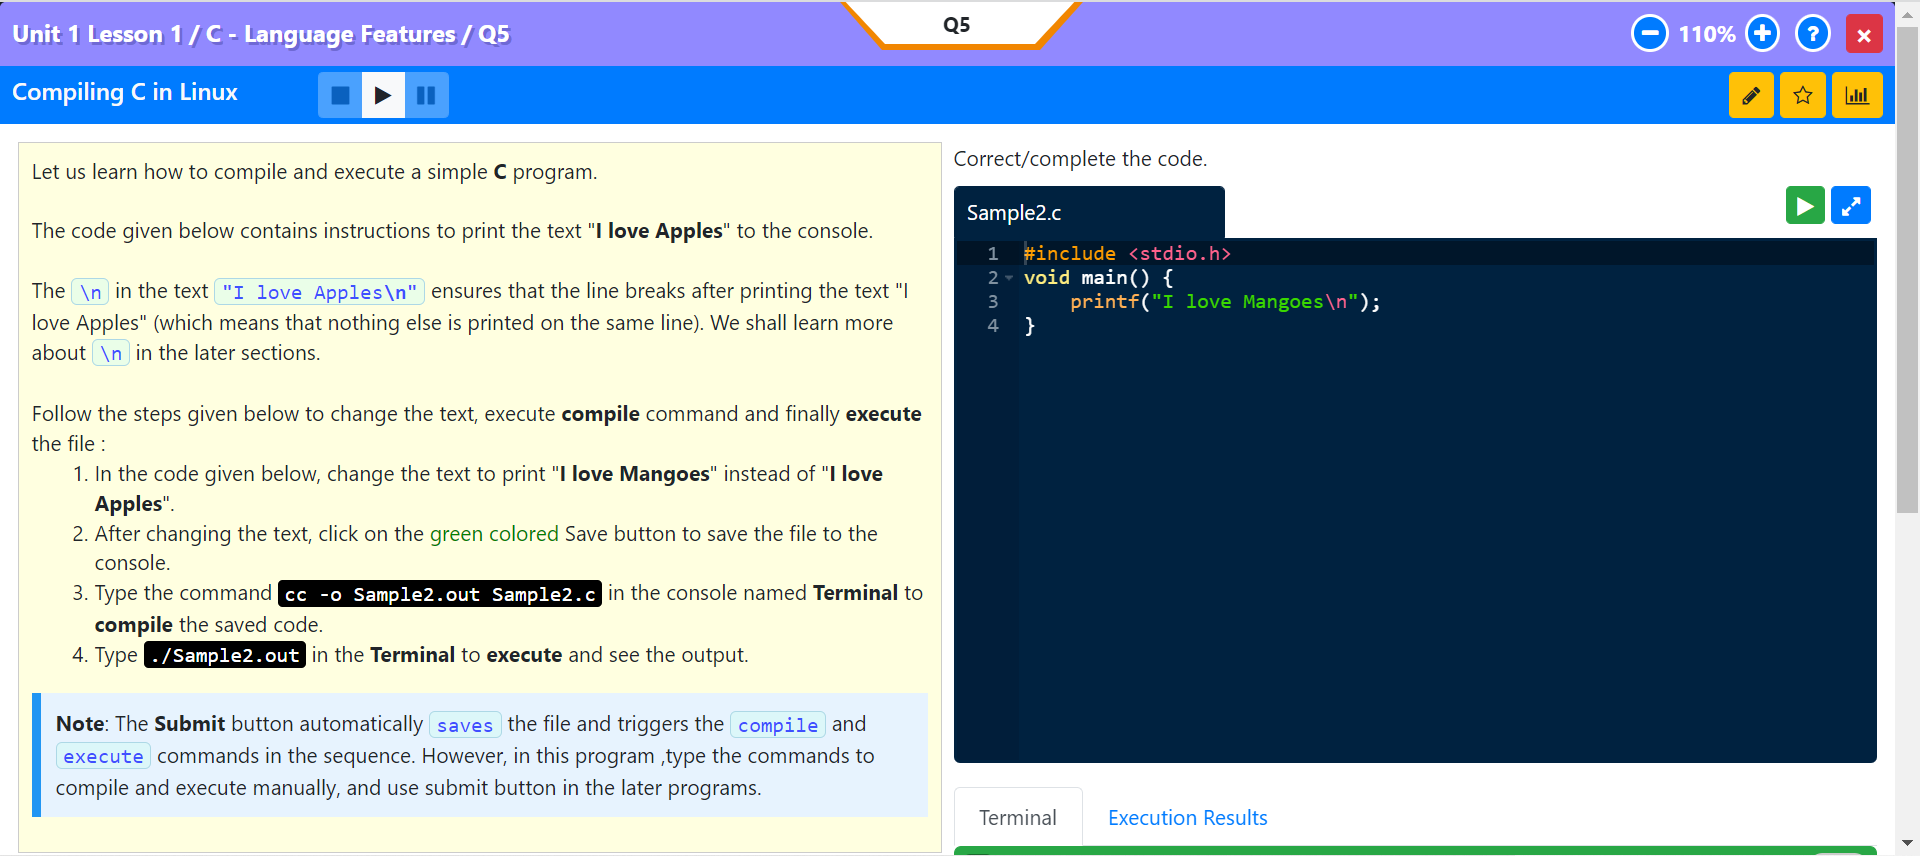 Unit 1 Lesson 1 / C - Language Features / Q5
Q5
110%
?
Compiling C in Linux
Let us learn how to compile and execute a simple C program.
The code given below contains instructions to print the text "I love Apples" to the console.
The \n in the text "I love Apples\n" ensures that the line breaks after printing the text "I
love Apples" (which means that nothing else is printed on the same line). We shall learn more
about \n in the later sections.
Follow the steps given below to change the text, execute compile command and finally execute
the file :
1. In the code given below, change the text to print "I love Mangoes" instead of "I love
Apples".
2. After changing the text, click on the green colored Save button to save the file to the
console.
3. Type the command cc -o Sample2.out Sample2.c in the console named Terminal to
compile the saved code.
4. Type ./Sample2.out in the Terminal to execute and see the output.
Note: The Submit button automatically saves the file and triggers the compile and
execute commands in the sequence. However, in this program ,type the commands to
compile and execute manually, and use submit button in the later programs.
Correct/complete the code.
Sample2.c
1 #include <stdio.h>
2 void main() {
3     printf("I love Mangoes\n");
4 }
Terminal
Execution Results